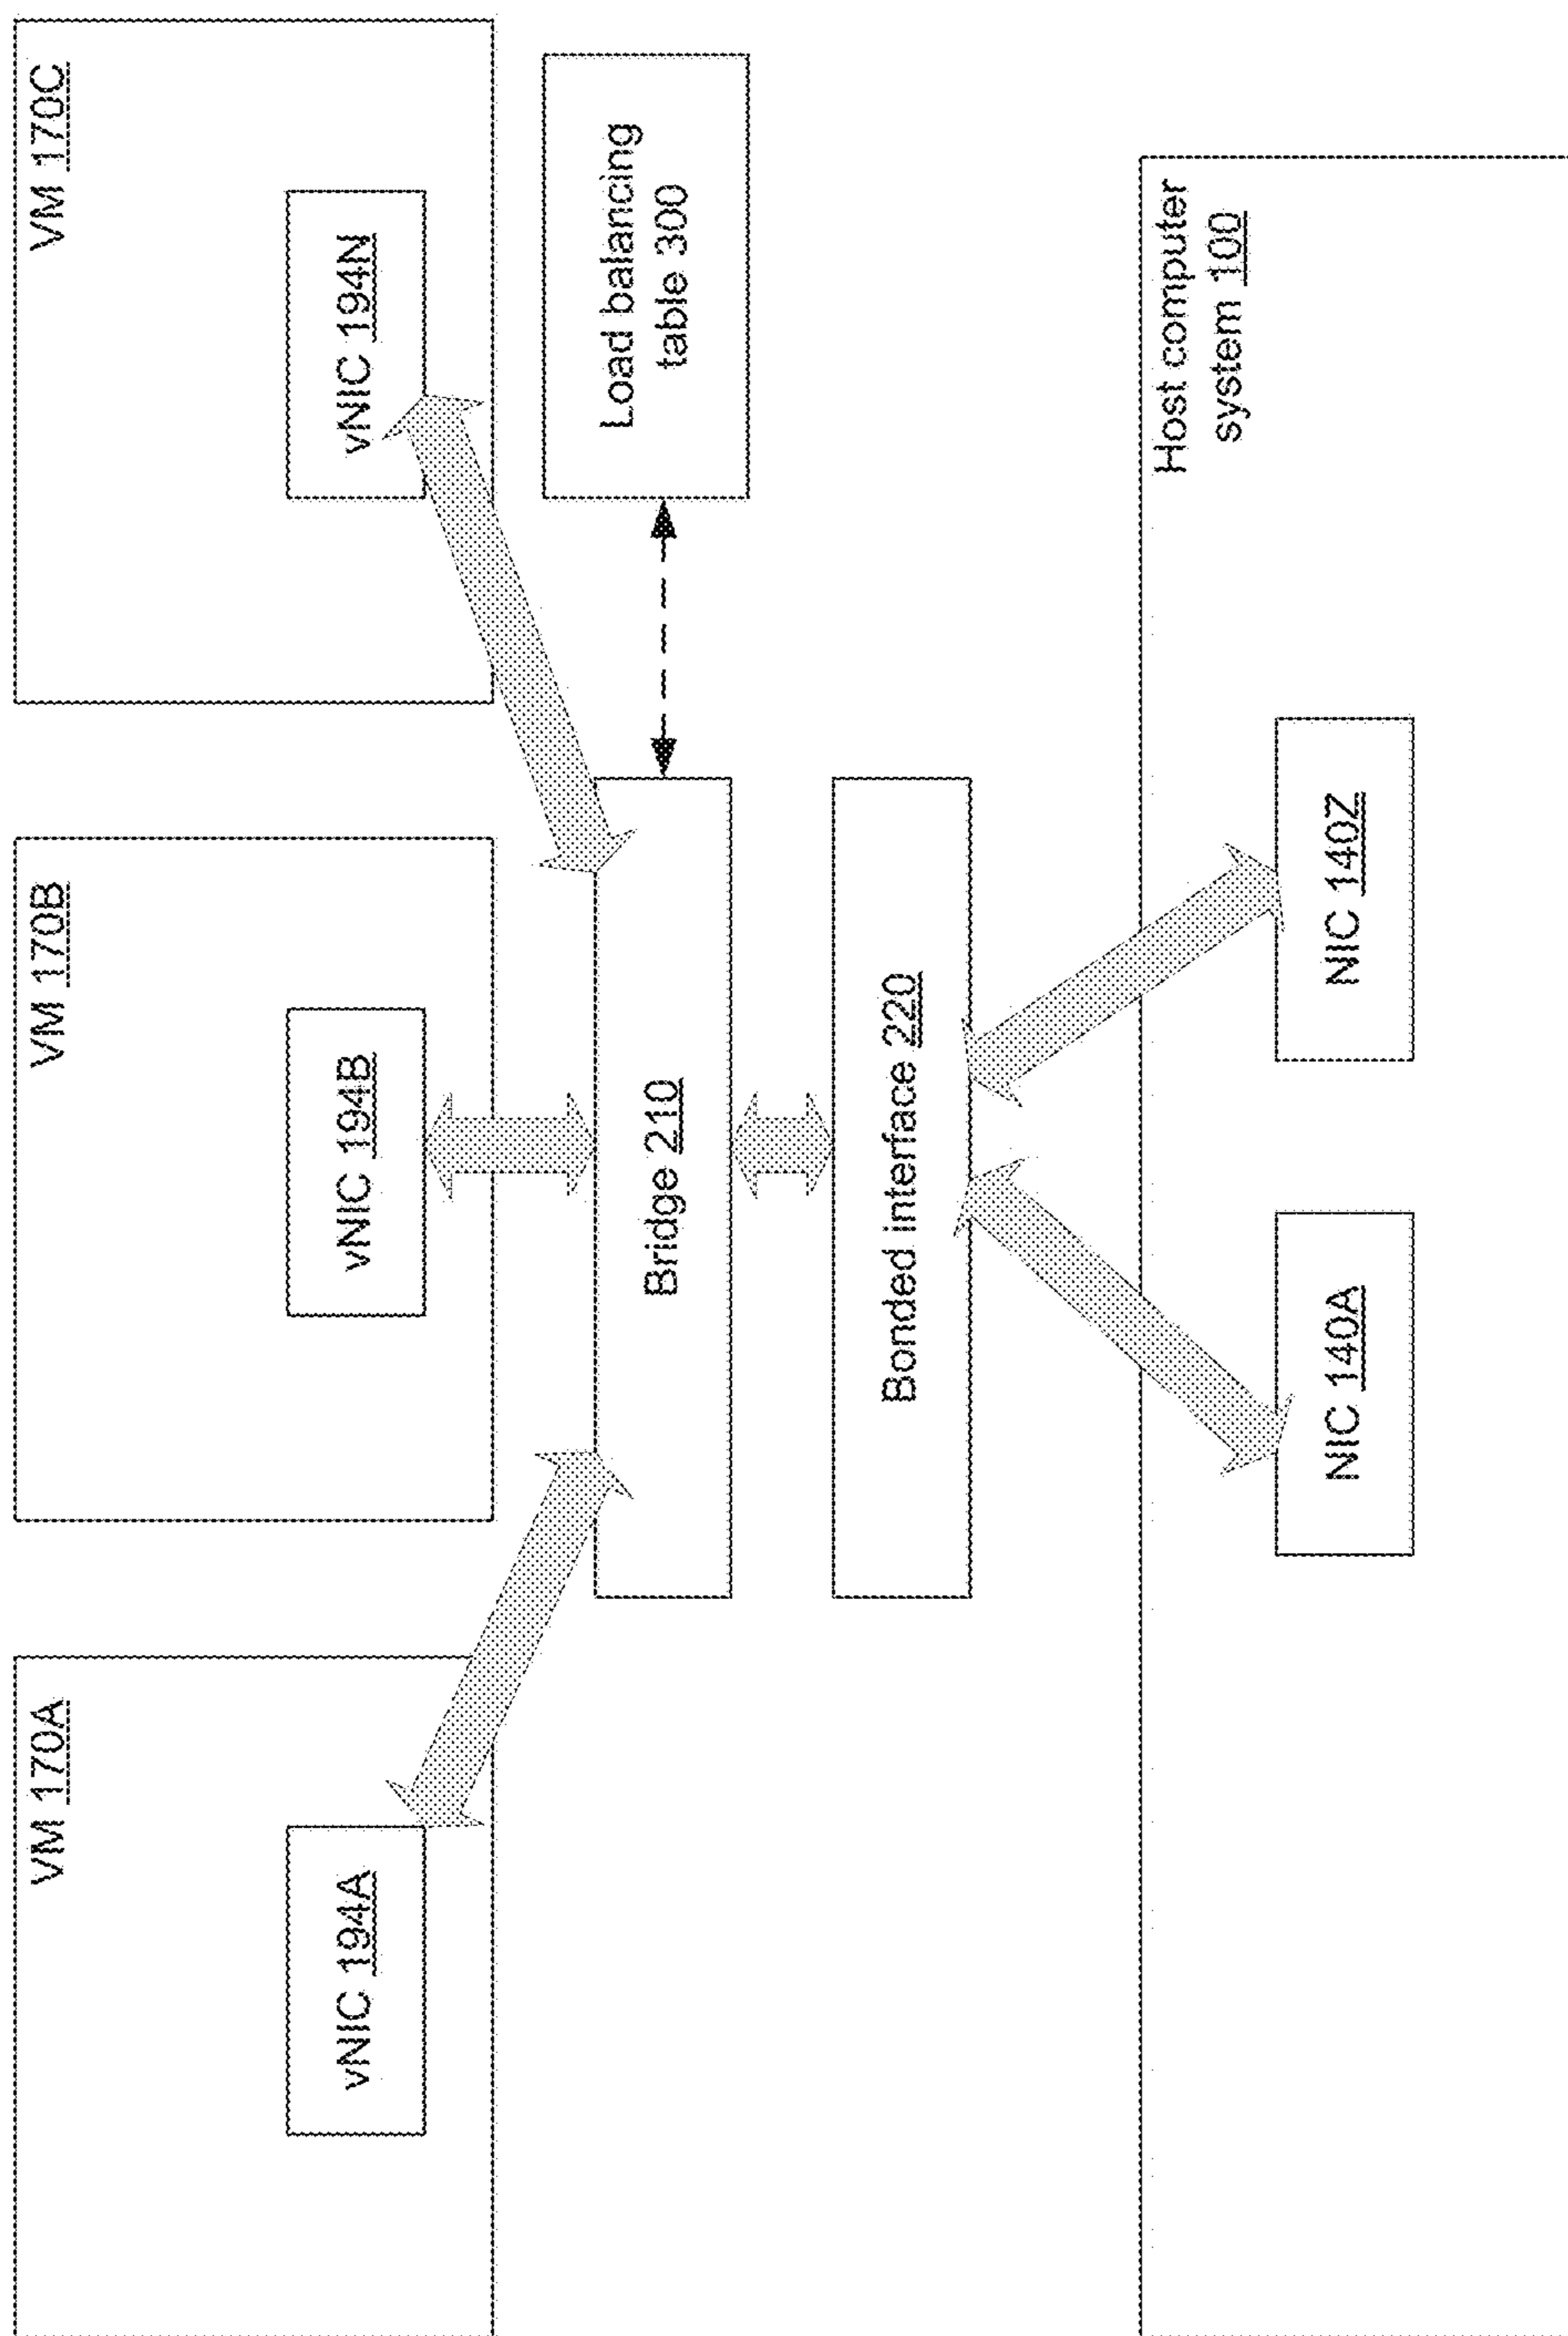 VM 170A
VM 170B
VM 170C
vNIC 194A
vNIC 194B
vNIC 194N
Bridge 210
Load balancing
table 300
Bonded interface 220
Host computer
system 100
NIC 140A
NIC 140Z